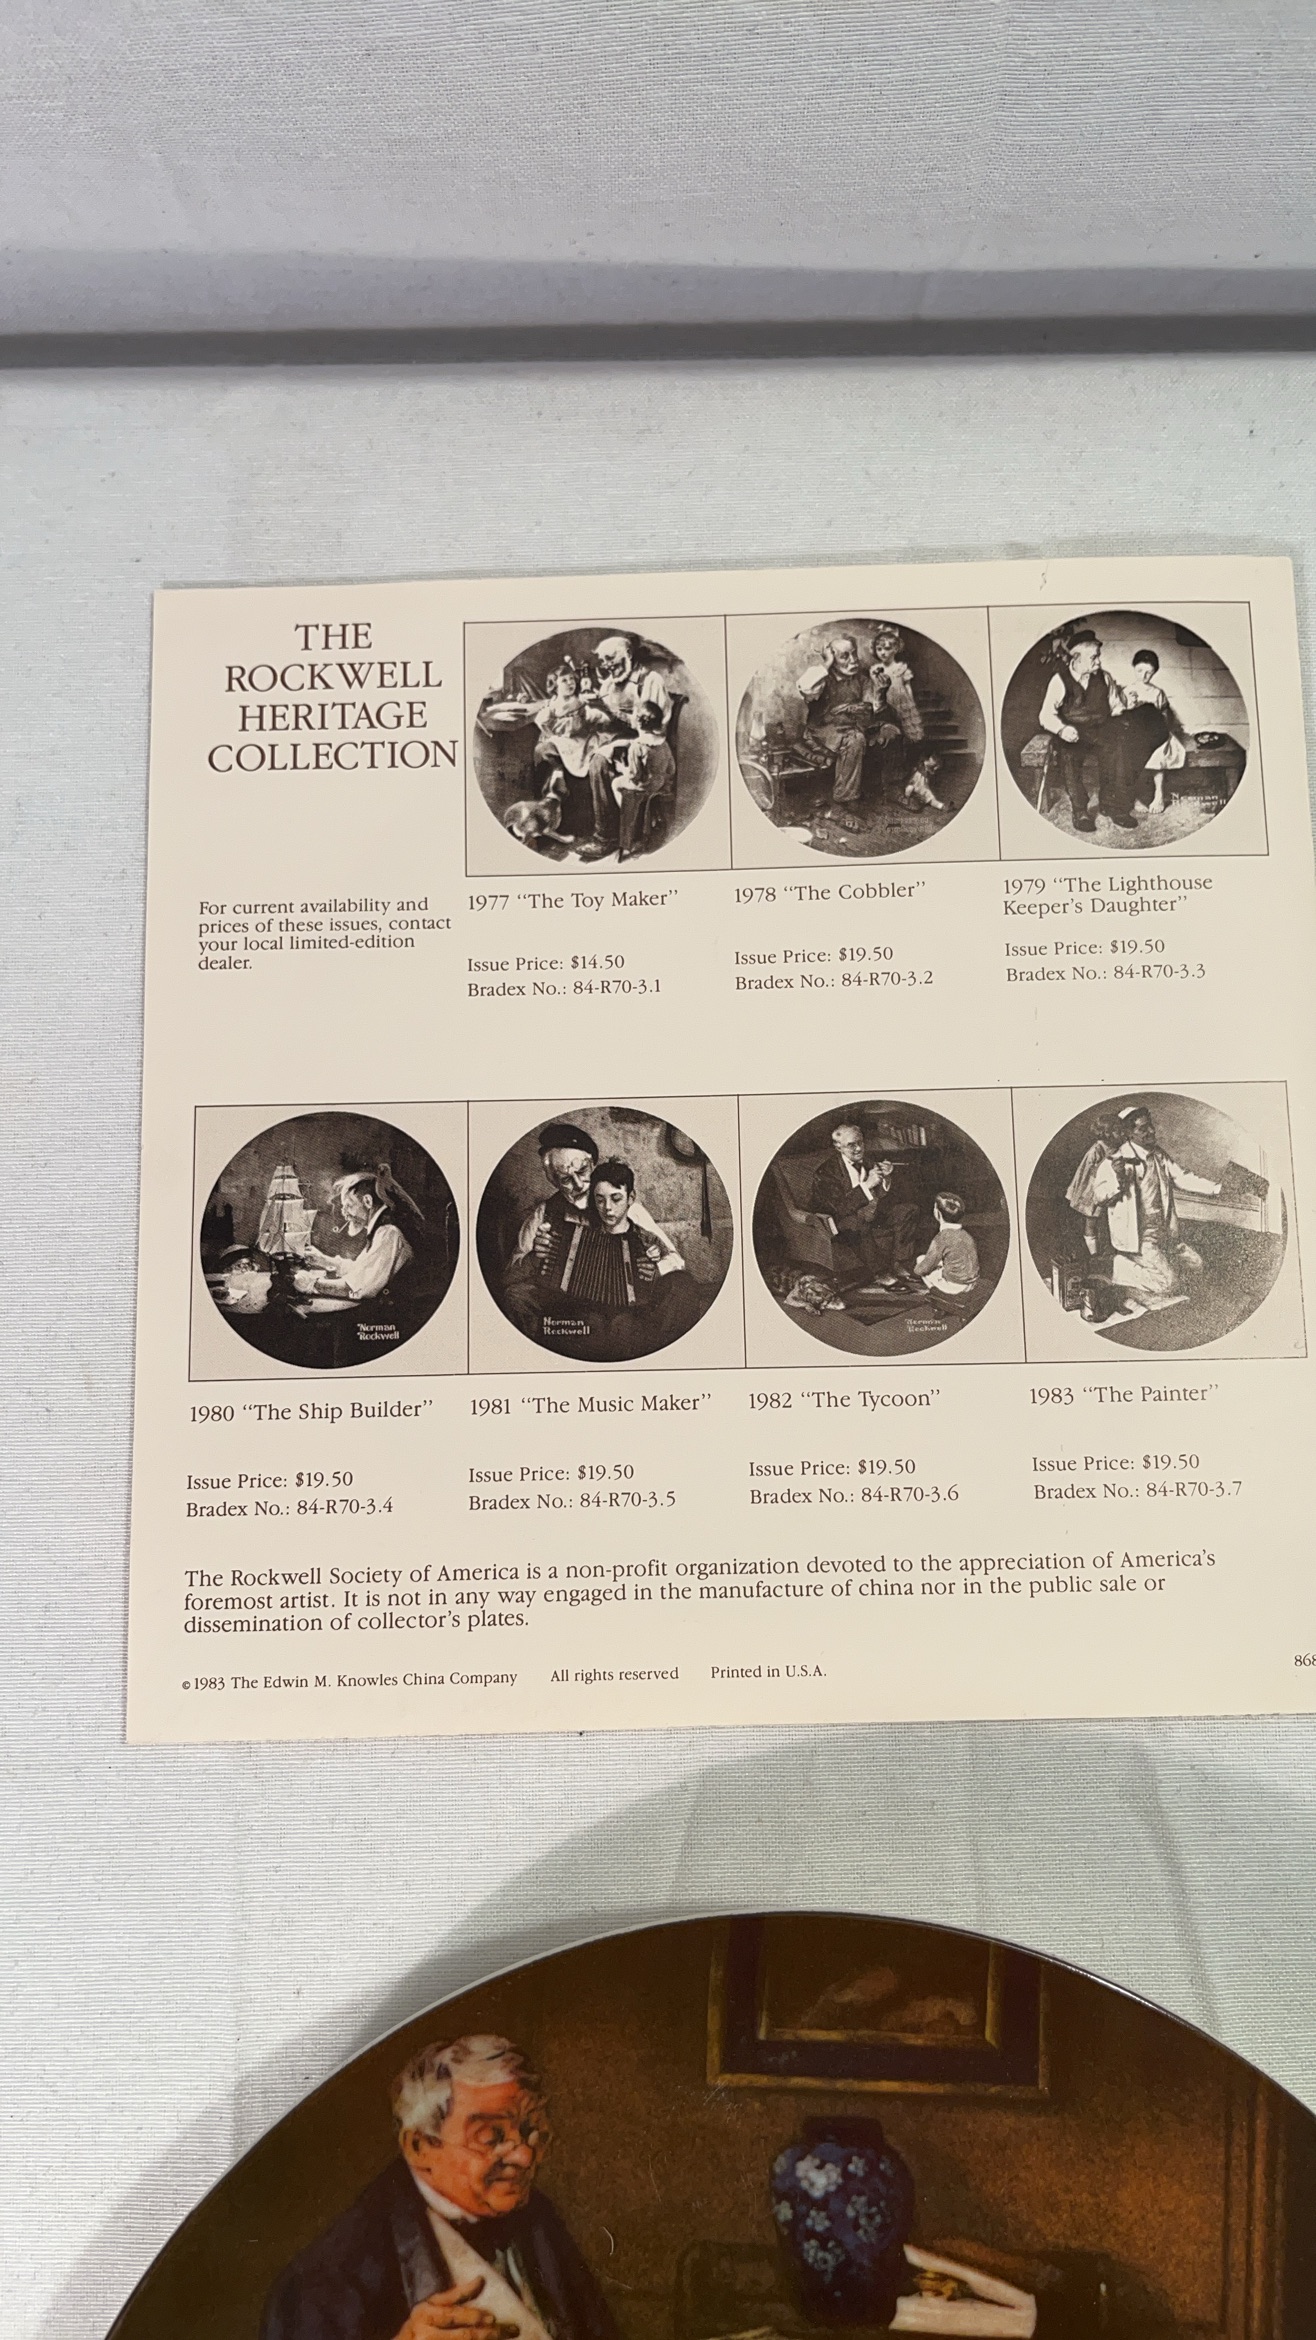 THE
ROCKWELL
HERITAGE
COLLECTION
For current availability and
prices of these issues, contact
your local limited-edition
dealer.
Norman
Rockwell
1977 “The Toy Maker”
Issue Price: $14.50
Bradex No.: 84-R70-3.1
1978 “The Cobbler”
Issue Price: $19.50
Bradex No.: 84-R70-3.2
1979 “The Lighthouse
Keeper’s Daughter”
Issue Price: $19.50
Bradex No.: 84-R70-3.3
Norman
Rockwell
Norman
Rockwell
Norman
Rockwell
1980 “The Ship Builder”
Issue Price: $19.50
Bradex No.: 84-R70-3.4
1981 “The Music Maker”
Issue Price: $19.50
Bradex No.: 84-R70-3.5
1982 “The Tycoon”
Issue Price: $19.50
Bradex No.: 84-R70-3.6
1983 “The Painter”
Issue Price: $19.50
Bradex No.: 84-R70-3.7
The Rockwell Society of America is a non-profit organization devoted to the appreciation of America’s
foremost artist. It is not in any way engaged in the manufacture of china nor in the public sale or
dissemination of collector’s plates.
© 1983 The Edwin M. Knowles China Company All rights reserved Printed in U.S.A. 868